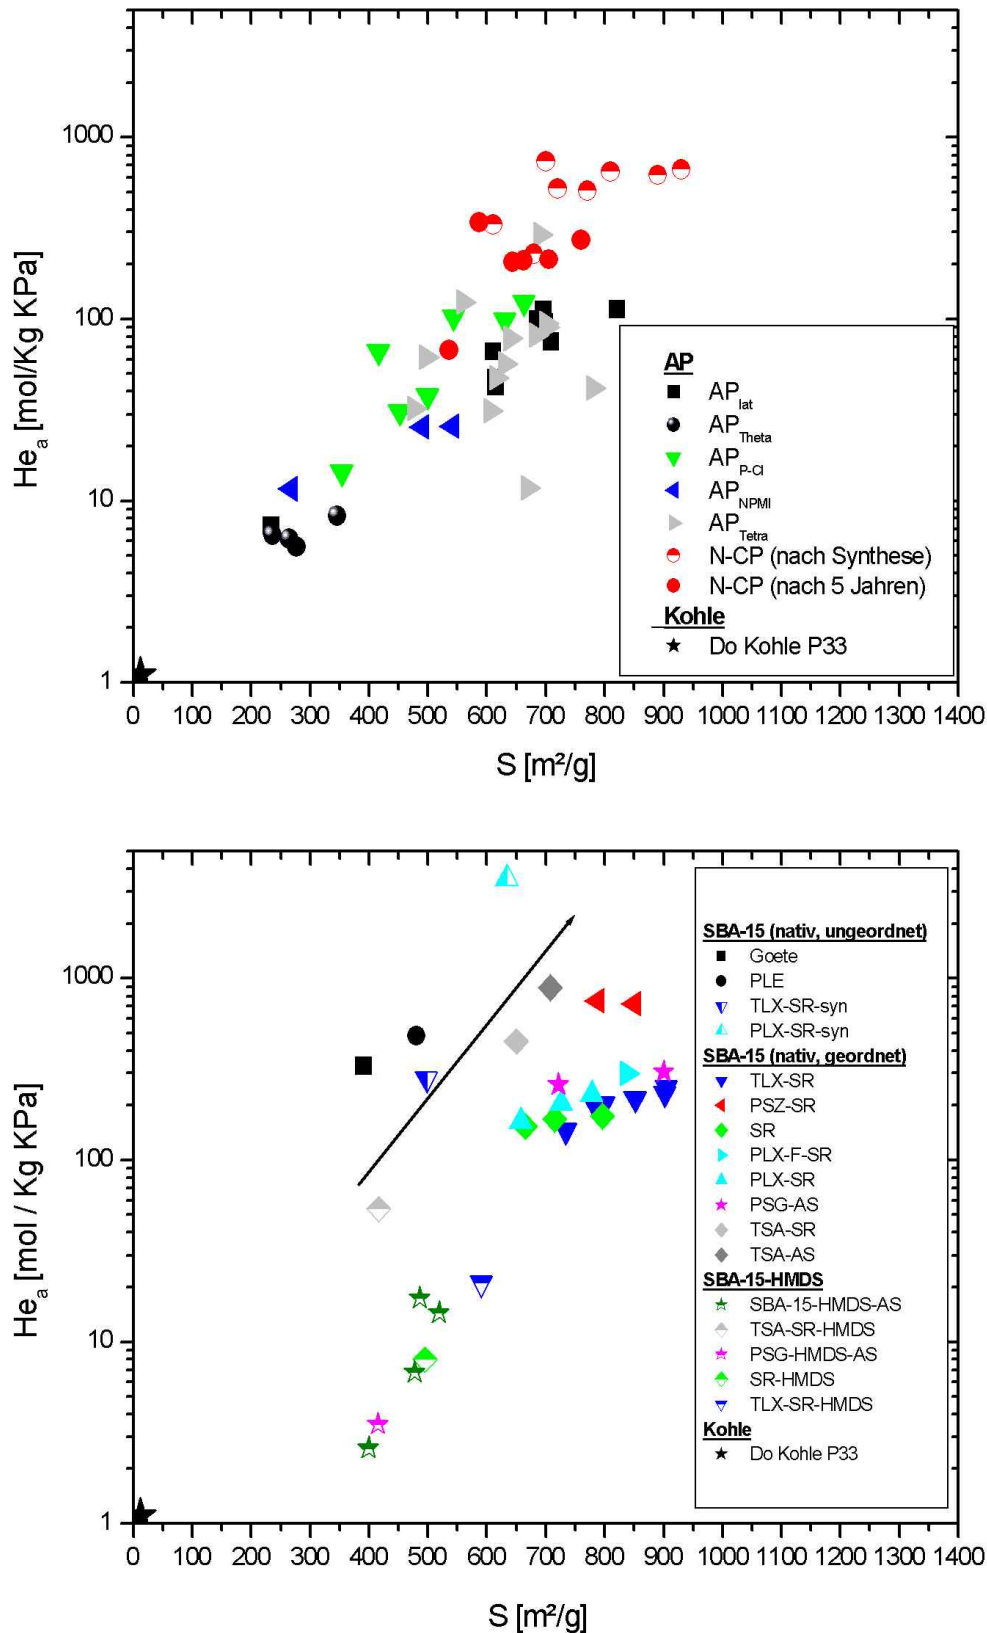 1000
100
10
1
He_a [mol/Kg KPa]
AP
AP_lat
AP_Theta
AP_P-Cl
AP_NPMI
AP_Tetra
N-CP (nach Synthese)
N-CP (nach 5 Jahren)
Kohle
Do Kohle P33
0 100 200 300 400 500 600 700 800 900 1000 1100 1200 1300 1400
S [m²/g]
1000
100
10
1
He_a [mol / Kg KPa]
SBA-15 (nativ, ungeordnet)
Goete
PLE
TLX-SR-syn
PLX-SR-syn
SBA-15 (nativ, geordnet)
TLX-SR
PSZ-SR
SR
PLX-F-SR
PLX-SR
PSG-AS
TSA-SR
TSA-AS
SBA-15-HMDS
SBA-15-HMDS-AS
TSA-SR-HMDS
PSG-HMDS-AS
SR-HMDS
TLX-SR-HMDS
Kohle
Do Kohle P33
0 100 200 300 400 500 600 700 800 900 1000 1100 1200 1300 1400
S [m²/g]